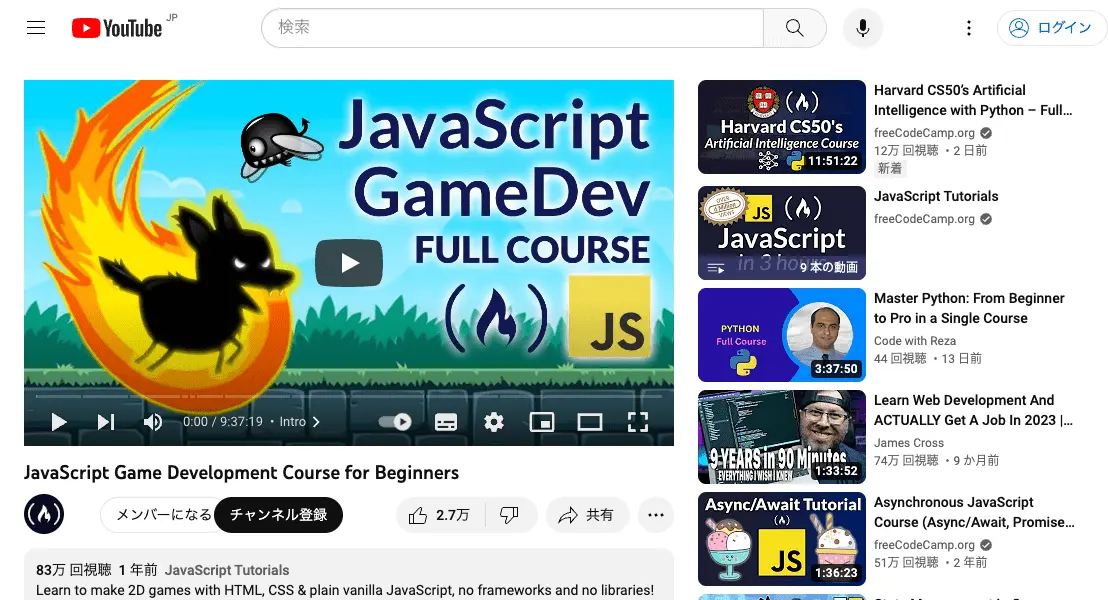 YouTube JP
検索
ログイン
JavaScript
GameDev
FULL COURSE
JS
0:00 / 9:37:19 • Intro
JavaScript Game Development Course for Beginners
メンバーになる
チャンネル登録
2.7万
共有
83万 回視聴 1 年前 JavaScript Tutorials
Learn to make 2D games with HTML, CSS & plain vanilla JavaScript, no frameworks and no libraries!
Harvard CS50's
Artificial Intelligence Course
11:51:22
Harvard CS50's Artificial
Intelligence with Python – Full...
freeCodeCamp.org
12万 回視聴 • 2 日前
新着
OVER
VIEWS
JS
JavaScript
in 3 hours
9 本の動画
JavaScript Tutorials
freeCodeCamp.org
PYTHON
Full Course
3:37:50
Master Python: From Beginner
to Pro in a Single Course
Code with Reza
44 回視聴 • 13 日前
9 YEARS in 90 Minutes
EVERYTHING I WISH I KNEW
1:33:52
Learn Web Development And
ACTUALLY Get A Job In 2023 |...
James Cross
74万 回視聴 • 9 か月前
Async/Await Tutorial
JS
1:36:23
Asynchronous JavaScript
Course (Async/Await, Promise...
freeCodeCamp.org
51万 回視聴 • 2 年前